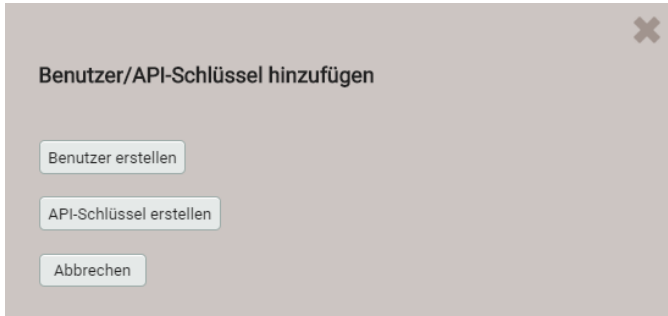 Benutzer/API-Schlüssel hinzufügen
Benutzer erstellen
API-Schlüssel erstellen
Abbrechen